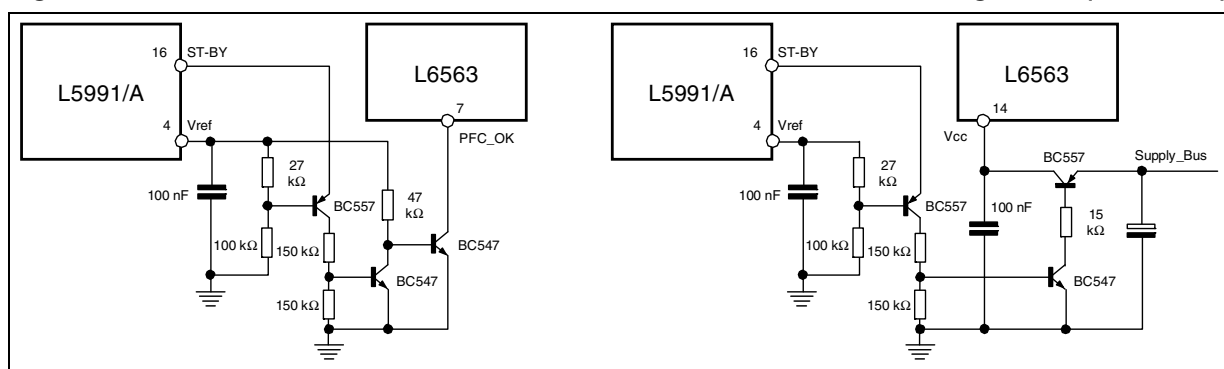 L5991/A
16
ST-BY
4
Vref
L6563
7
PFC_OK
27
kΩ
47
kΩ
100 nF
BC557
100 kΩ
150 kΩ
BC547
BC547
150 kΩ
L5991/A
16
ST-BY
4
Vref
L6563
14
Vcc
BC557
Supply_Bus
27
kΩ
100 nF
BC557
100 nF
15
kΩ
100 kΩ
150 kΩ
BC547
150 kΩ